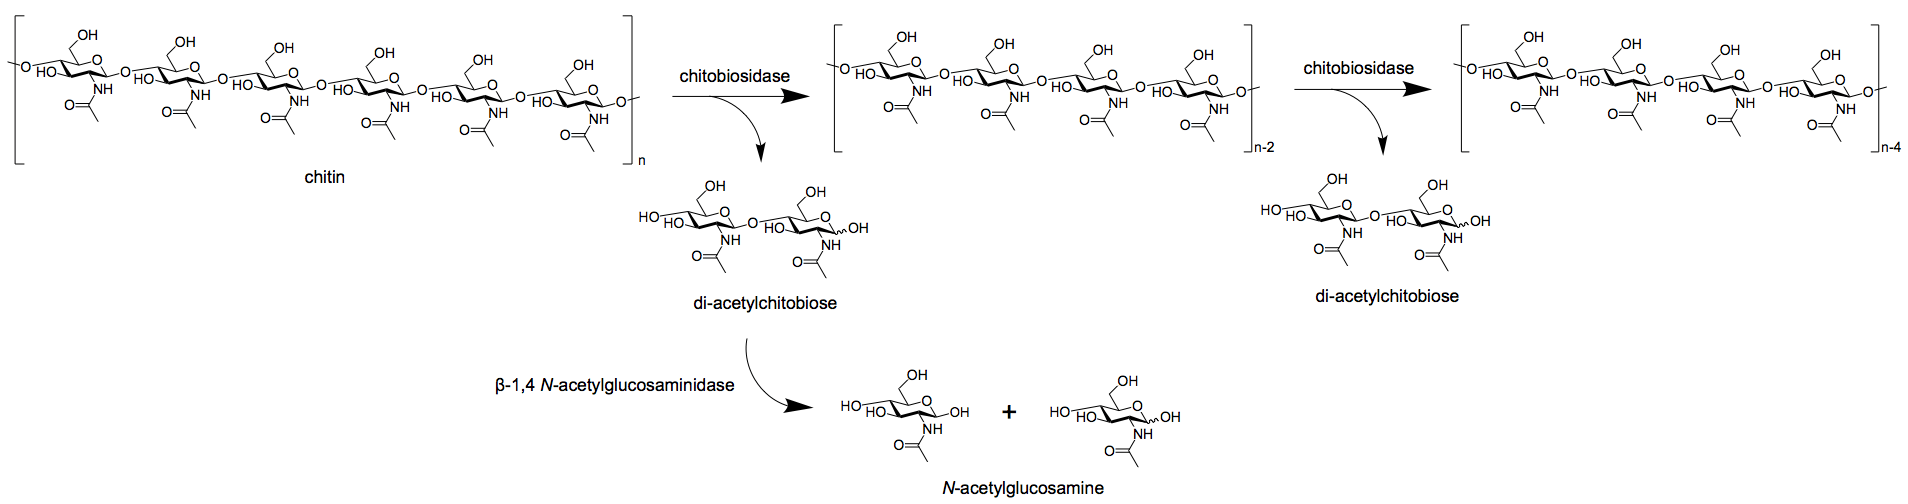 OH OH OH OH OH OH
O O O O O O
O O O O O O O
HO HO HO HO HO HO
NH NH NH NH NH NH
O O O O O O
n
chitin
chitobiosidase
OH OH OH OH
O O O O
O O O O O
HO HO HO HO
NH NH NH NH
O O O O
n-2
chitobiosidase
OH OH OH OH
O O O O
O O O O O
HO HO HO HO
NH NH NH NH
O O O O
n-4
OH OH
HO O O O
HO HO OH
NH NH
O O
di-acetylchitobiose
OH OH
HO O O O
HO HO OH
NH NH
O O
di-acetylchitobiose
β-1,4 N-acetylglucosaminidase
OH
HO O
HO OH
NH
O
+
OH
HO O
HO OH
NH
O
N-acetylglucosamine